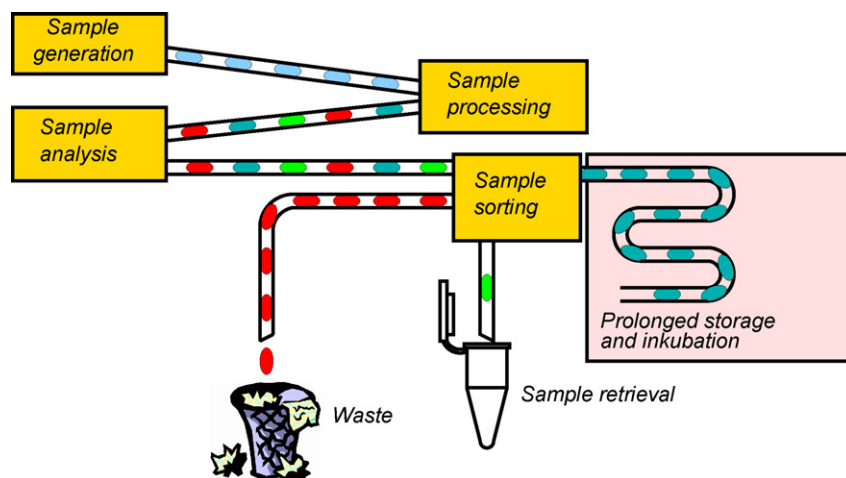 Sample
generation
Sample
processing
Sample
analysis
Sample
sorting
Prolonged storage
and inkubation
Sample retrieval
Waste